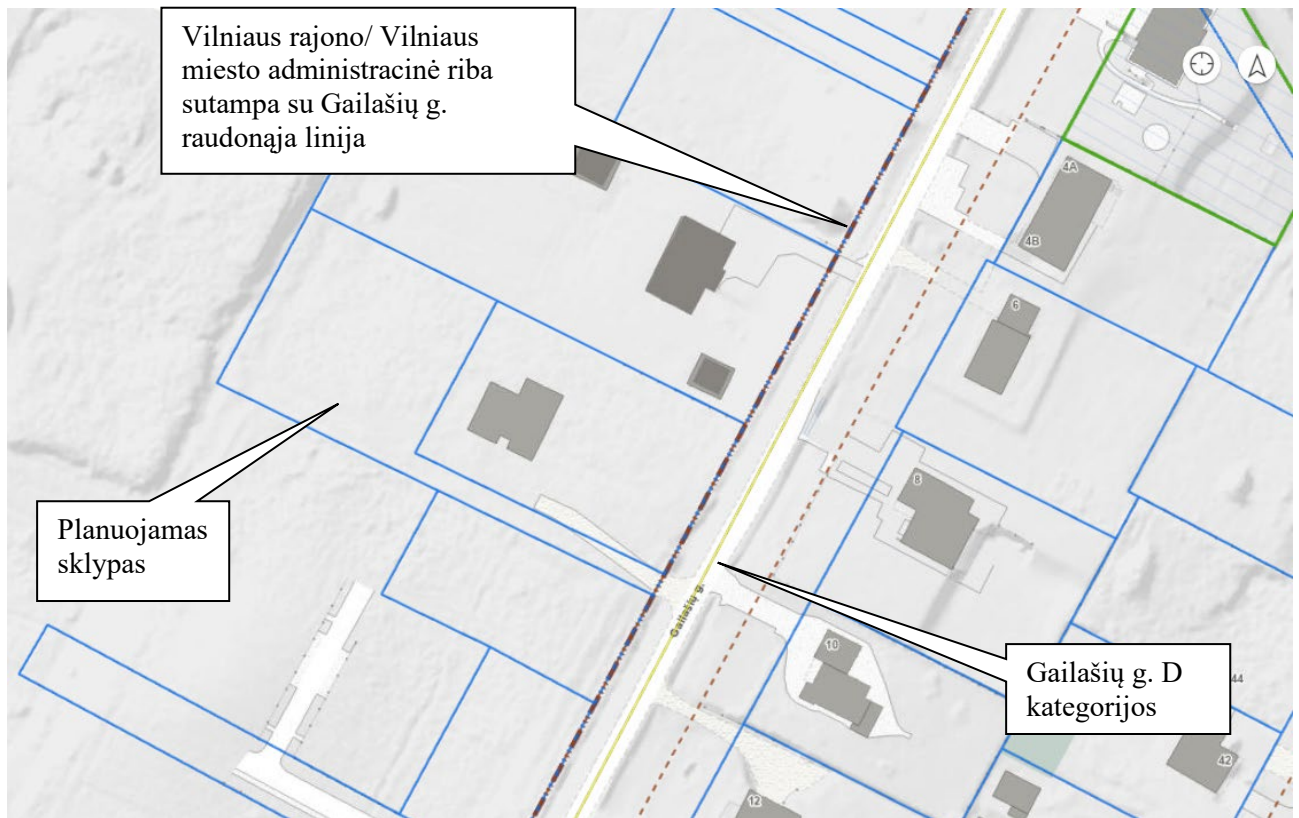 Vilniaus rajono/ Vilniaus
miesto administracinė riba
sutampa su Gailašių g.
raudonąja linija
4A
4B
6
Planuojamas
sklypas
8
Gailašių g.
10
Gailašių g. D
kategorijos
44
42
12